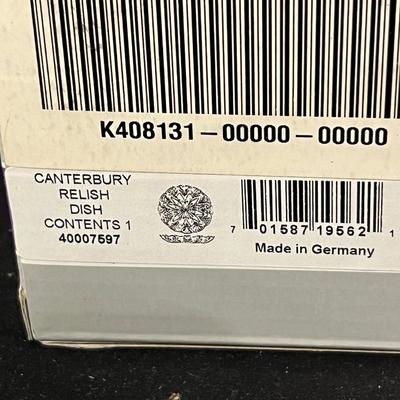 K408131-00000-00000
CANTERBURY
RELISH
DISH
CONTENTS 1
40007597
7 01587 19562 1
Made in Germany